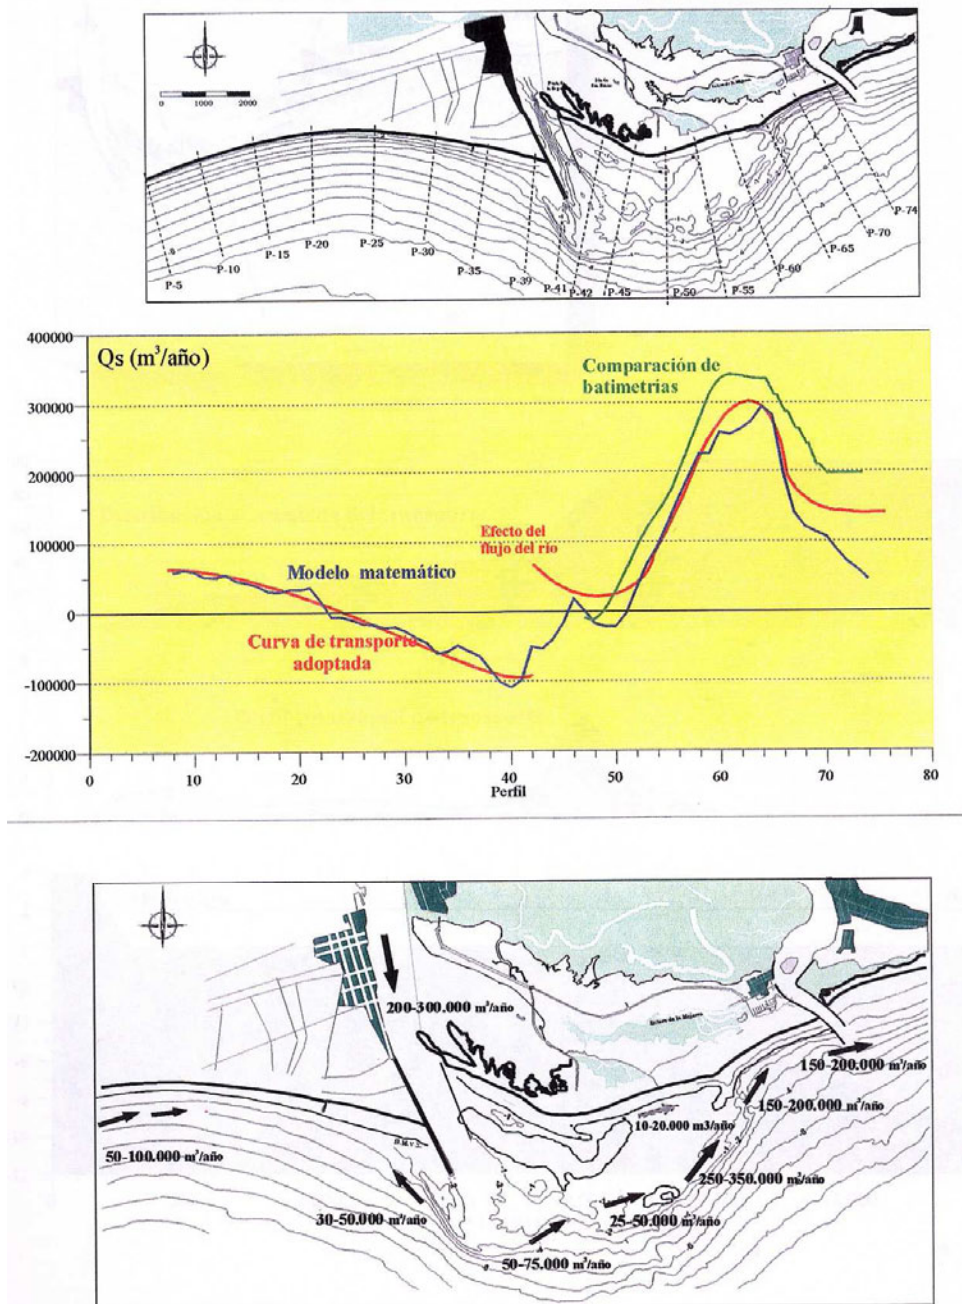 0 1000 2000
P-5
P-10
P-15
P-20
P-25
P-30
P-35
P-39
P-41
P-42
P-45
P-50
P-55
P-60
P-65
P-70
P-74
Qs (m³/año)
400000
300000
200000
100000
0
-100000
-200000
Comparación de
batimetrías
Efecto del
flujo del río
Modelo matemático
Curva de transporte
adoptada
0 10 20 30 40 50 60 70 80
Perfil
200-300.000 m³/año
150-200.000 m³/año
10-20.000 m3/año
150-200.000 m³/año
50-100.000 m³/año
250-350.000 m³/año
30-50.000 m³/año
25-50.000 m³/año
50-75.000 m³/año